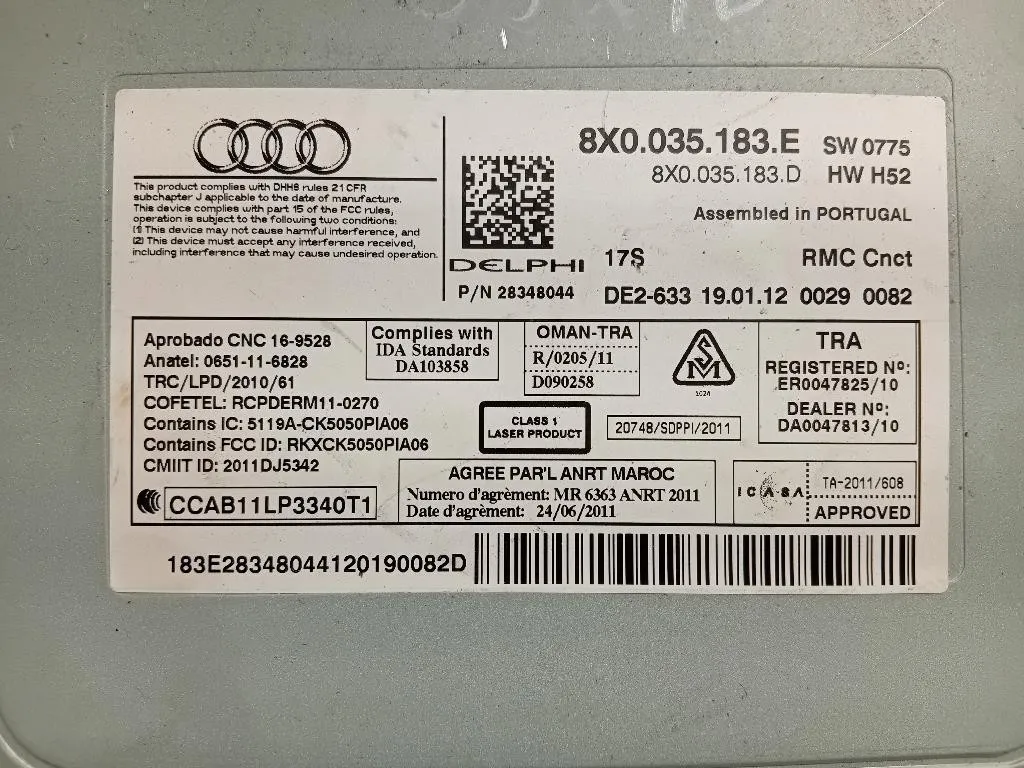 This product complies with DHHS rules 21 CFR
subchapter J applicable to the date of manufacture.
This device complies with part 15 of the FCC rules,
operation is subject to the following two conditions:
(1) This device may not cause harmful interference, and
(2) This device must accept any interference received,
including interference that may cause undesired operation.
DELPHI
P/N 28348044
8X0.035.183.E SW 0775
8X0.035.183.D HW H52
Assembled in PORTUGAL
17S RMC Cnct
DE2-633 19.01.12 0029 0082
Aprobado CNC 16-9528
Anatel: 0651-11-6828
TRC/LPD/2010/61
COFETEL: RCPDERM11-0270
Contains IC: 5119A-CK5050PIA06
Contains FCC ID: RKXCK5050PIA06
CMIIT ID: 2011DJ5342
CCAB11LP3340T1
Complies with
IDA Standards
DA103858
OMAN-TRA
R/0205/11
D090258
CLASS 1
LASER PRODUCT
SM
1024
20748/SDPPI/2011
TRA
REGISTERED Nº:
ER0047825/10
DEALER Nº:
DA0047813/10
AGREE PAR'L ANRT MAROC
Numero d'agrèment: MR 6363 ANRT 2011
Date d'agrèment: 24/06/2011
ICASA
TA-2011/608
APPROVED
183E28348044120190082D